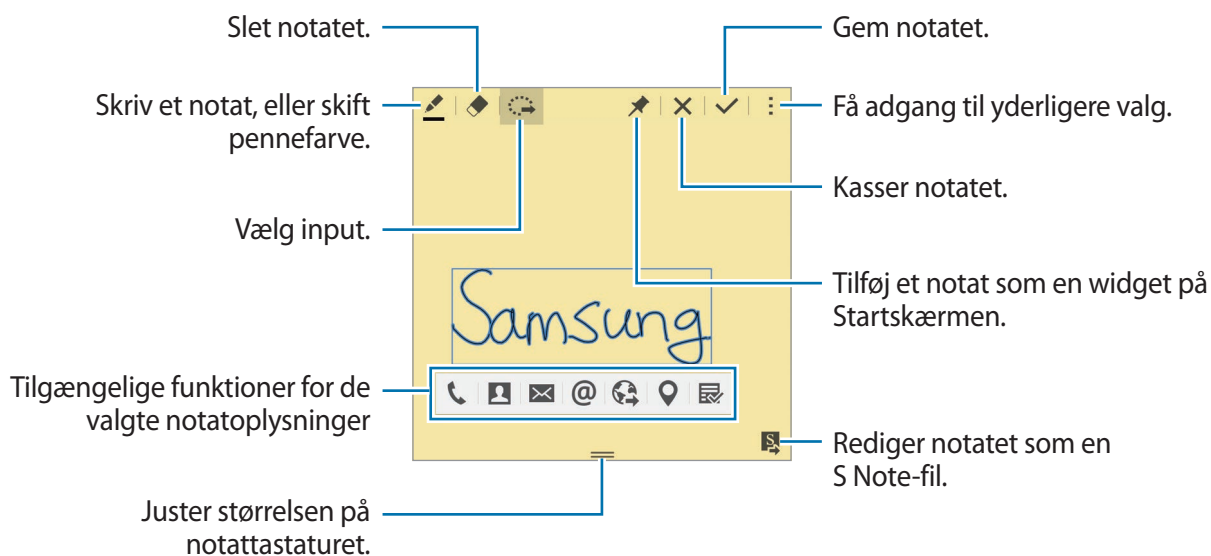 Slet notatet.
Gem notatet.
Skriv et notat, eller skift
pennefarve.
Få adgang til yderligere valg.
Kasser notatet.
Vælg input.
Tilføj et notat som en widget på
Startskærmen.
Samsung
Tilgængelige funktioner for de
valgte notatoplysninger
@
Rediger notatet som en
S Note-fil.
S
Juster størrelsen på
notattastaturet.